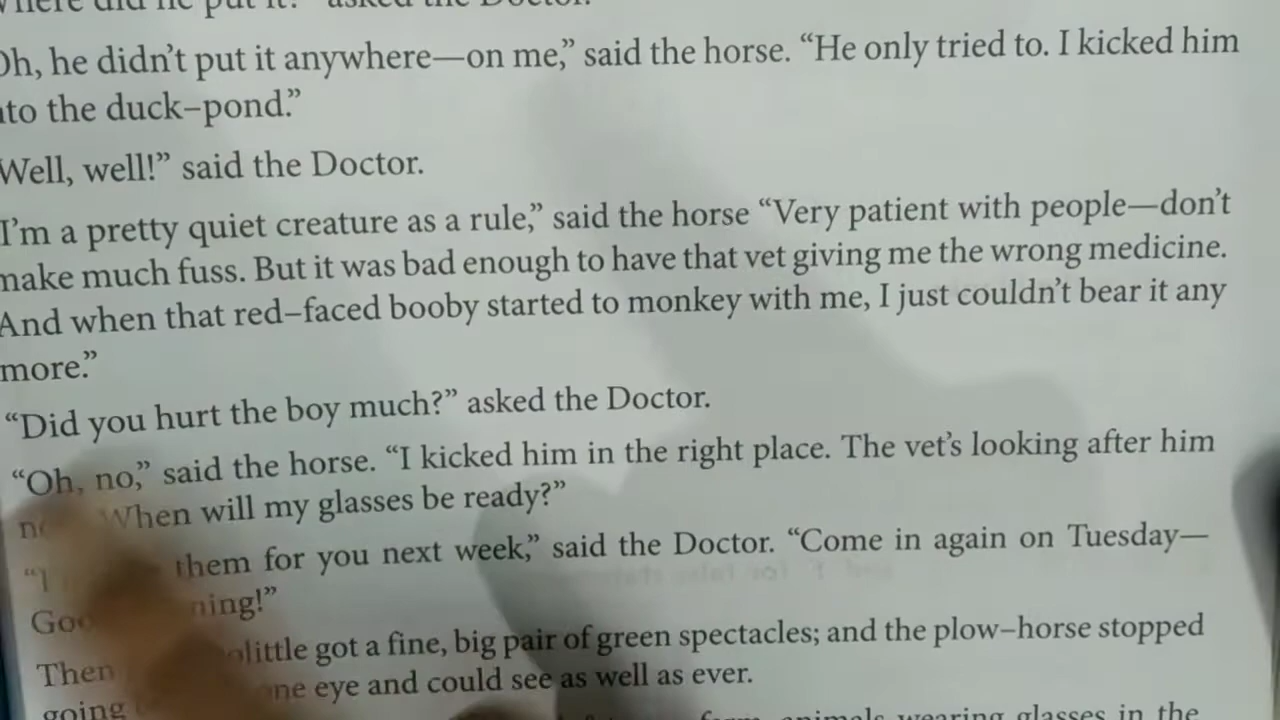 did he put it?” asked the Doctor.
Oh, he didn’t put it anywhere—on me,” said the horse. “He only tried to. I kicked him
to the duck–pond.”
Well, well!” said the Doctor.
I’m a pretty quiet creature as a rule,” said the horse “Very patient with people—don’t
make much fuss. But it was bad enough to have that vet giving me the wrong medicine.
And when that red–faced booby started to monkey with me, I just couldn’t bear it any
more.”
“Did you hurt the boy much?” asked the Doctor.
“Oh, no,” said the horse. “I kicked him in the right place. The vet’s looking after him
When will my glasses be ready?”
them for you next week,” said the Doctor. “Come in again on Tuesday—
Then got a fine, big pair of green spectacles; and the plow–horse stopped
going eye and could see as well as ever.
animals wearing glasses in the